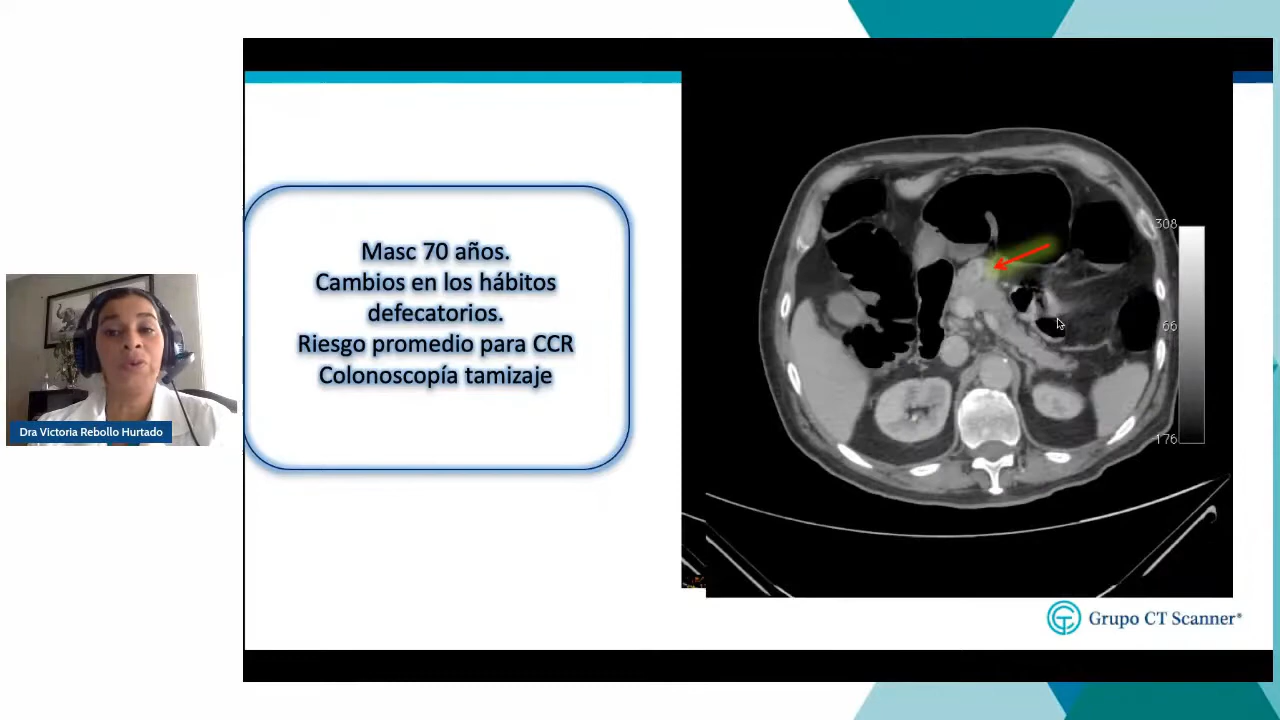 Masc 70 años.
Cambios en los hábitos
defecatorios.
Riesgo promedio para CCR
Colonoscopía tamizaje
308
66
176
Dra Victoria Rebollo Hurtado
Grupo CT Scanner®